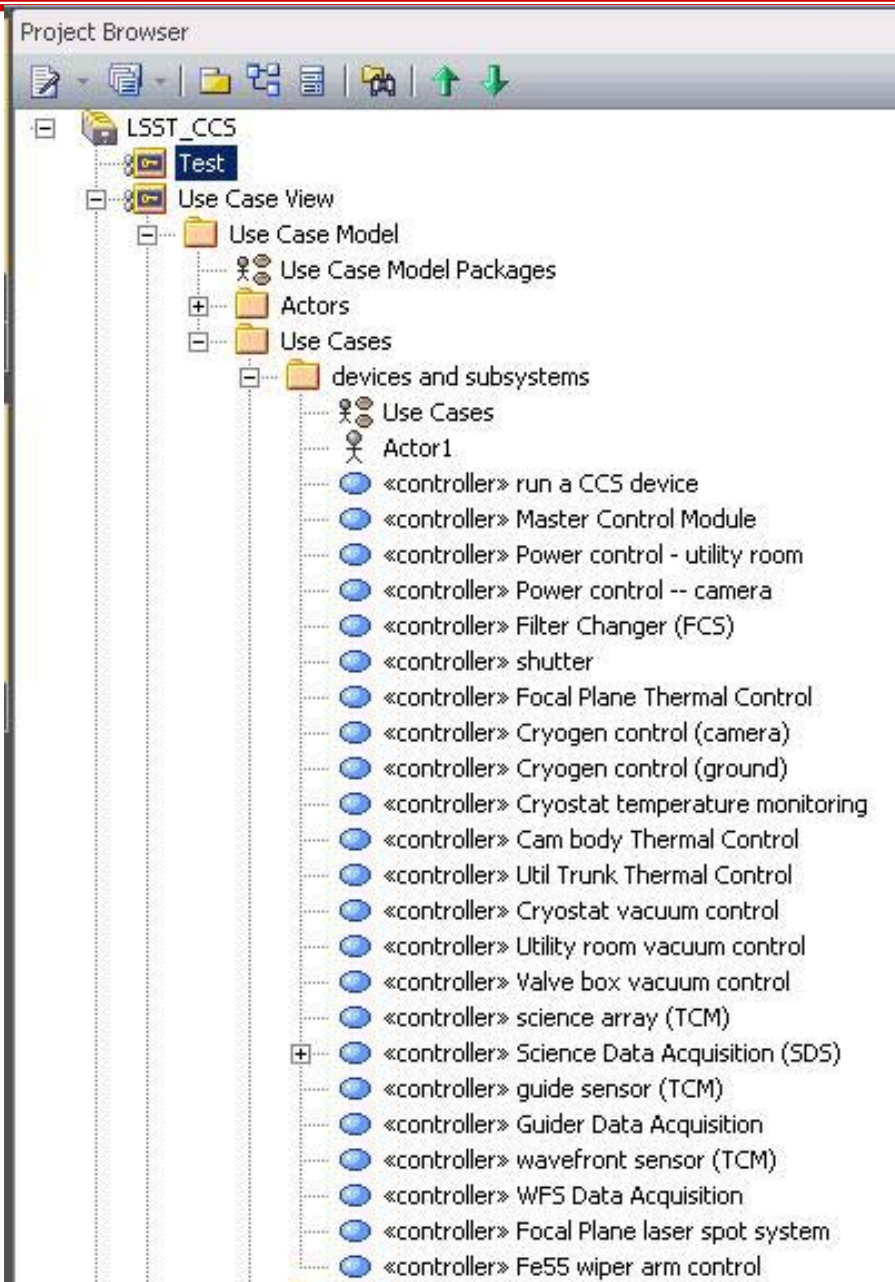 Project Browser
LSST_CCS
Test
Use Case View
Use Case Model
Use Case Model Packages
Actors
Use Cases
devices and subsystems
Use Cases
Actor1
«controller» run a CCS device
«controller» Master Control Module
«controller» Power control - utility room
«controller» Power control -- camera
«controller» Filter Changer (FCS)
«controller» shutter
«controller» Focal Plane Thermal Control
«controller» Cryogen control (camera)
«controller» Cryogen control (ground)
«controller» Cryostat temperature monitoring
«controller» Cam body Thermal Control
«controller» Util Trunk Thermal Control
«controller» Cryostat vacuum control
«controller» Utility room vacuum control
«controller» Valve box vacuum control
«controller» science array (TCM)
«controller» Science Data Acquisition (SDS)
«controller» guide sensor (TCM)
«controller» Guider Data Acquisition
«controller» wavefront sensor (TCM)
«controller» WFS Data Acquisition
«controller» Focal Plane laser spot system
«controller» Fe55 wiper arm control